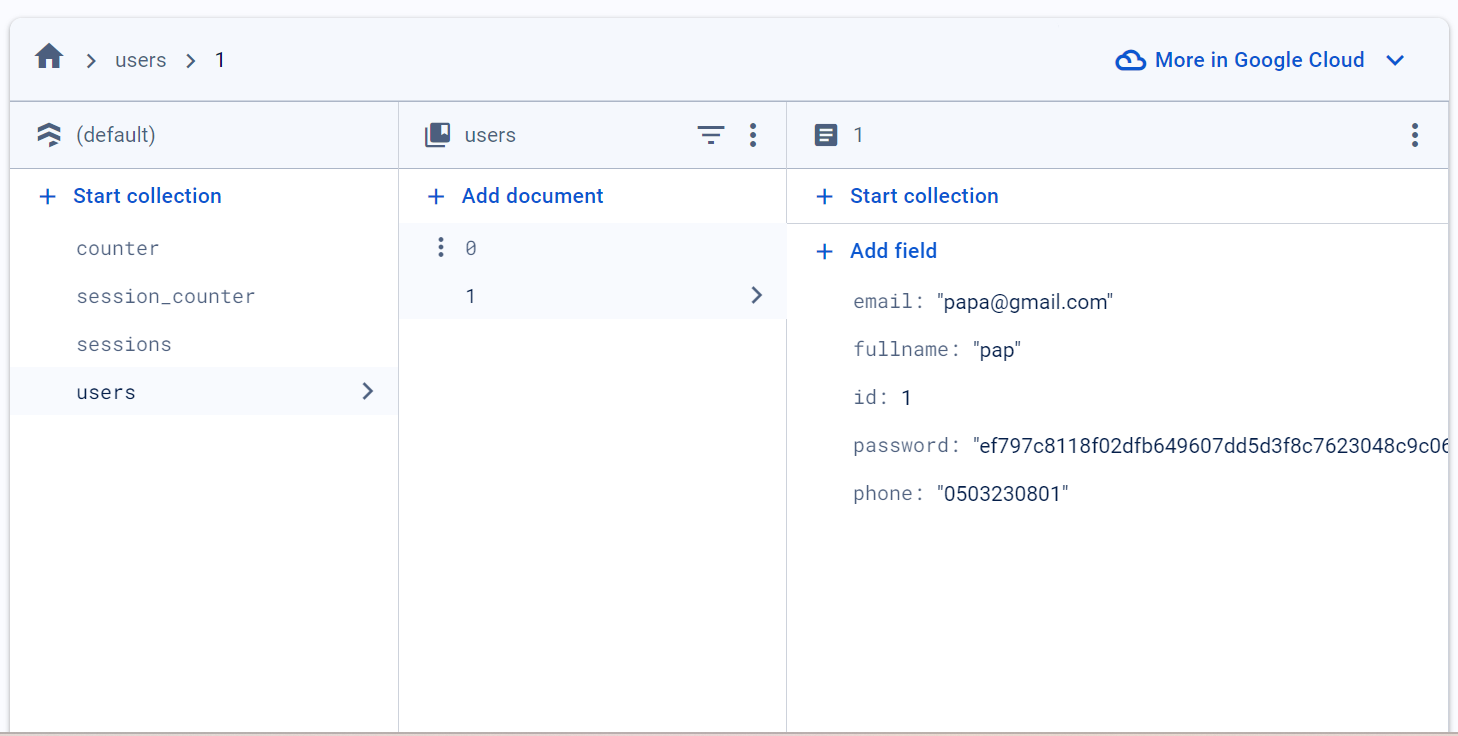 users 1
More in Google Cloud
(default)
users
1
Start collection
Add document
Start collection
counter
session_counter
sessions
users
0
1
Add field
email: "papa@gmail.com"
fullname: "pap"
id: 1
password: "ef797c8118f02dfb649607dd5d3f8c7623048c9c06
phone: "0503230801"